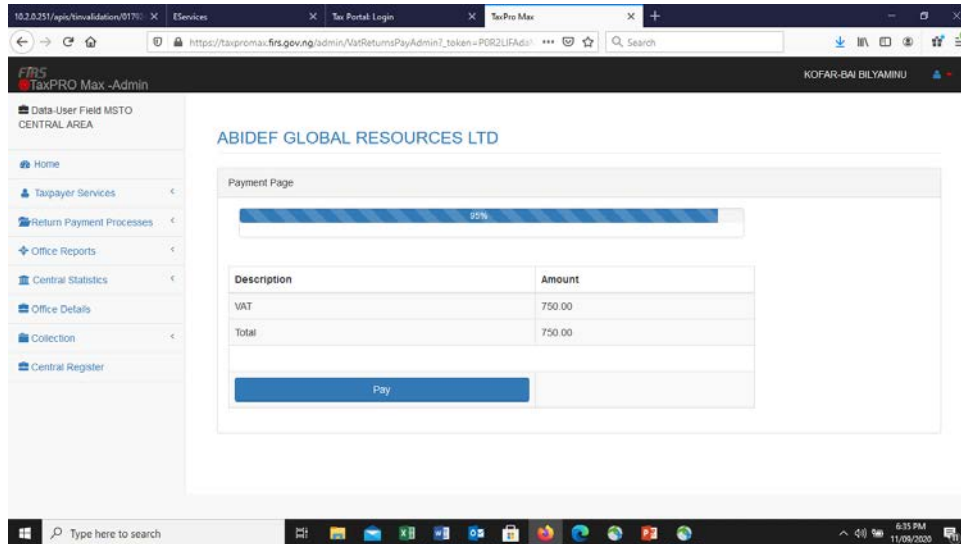 10.2.0.251/apis/tinvalidation/0179
EServices
Tax Portal: Login
TaxPro Max
https://taxpromax.firs.gov.ng/admin/VatReturnsPayAdmin?_token=
Search
FIRS
TaxPRO Max -Admin
KOFAR-BAI BILYAMINU
Data-User Field MSTO
CENTRAL AREA
ABIDEF GLOBAL RESOURCES LTD
Home
Payment Page
Taxpayer Services
95%
Return Payment Processes
Office Reports
Central Statistics
Description Amount
Office Details
VAT 750.00
Collection
Total 750.00
Central Register
Pay
Type here to search
6:35 PM
11/09/2020